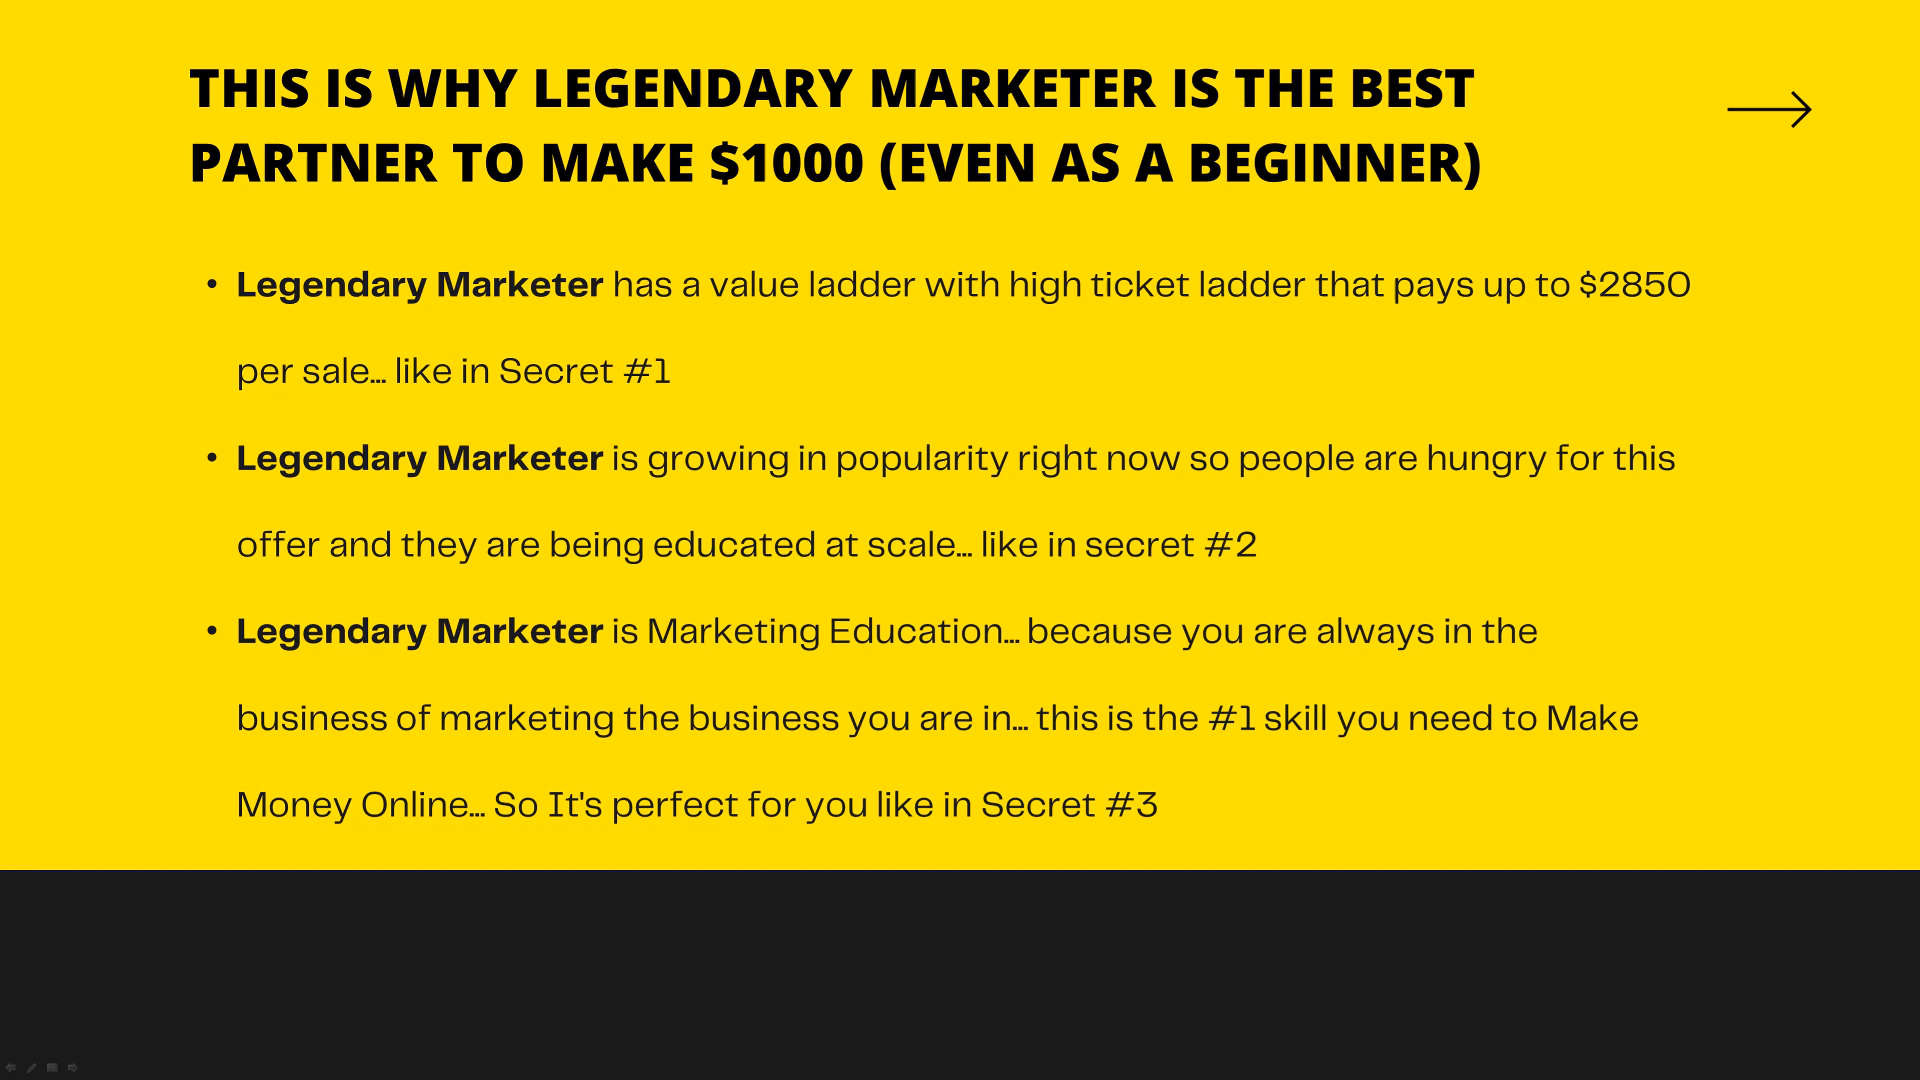 THIS IS WHY LEGENDARY MARKETER IS THE BEST
PARTNER TO MAKE $1000 (EVEN AS A BEGINNER)
• Legendary Marketer has a value ladder with high ticket ladder that pays up to $2850
per sale... like in Secret #1
• Legendary Marketer is growing in popularity right now so people are hungry for this
offer and they are being educated at scale... like in secret #2
• Legendary Marketer is Marketing Education... because you are always in the
business of marketing the business you are in... this is the #1 skill you need to Make
Money Online... So It's perfect for you like in Secret #3